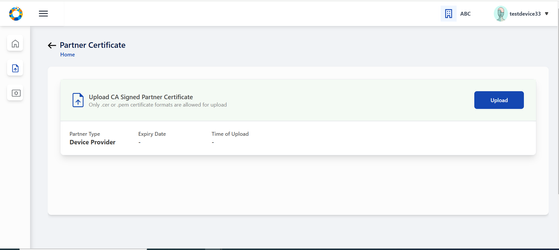 ABC
testdevice33
Partner Certificate
Home
Upload CA Signed Partner Certificate
Only .cer or .pem certificate formats are allowed for upload
Upload
Partner Type
Expiry Date
Time of Upload
Device Provider
-
-